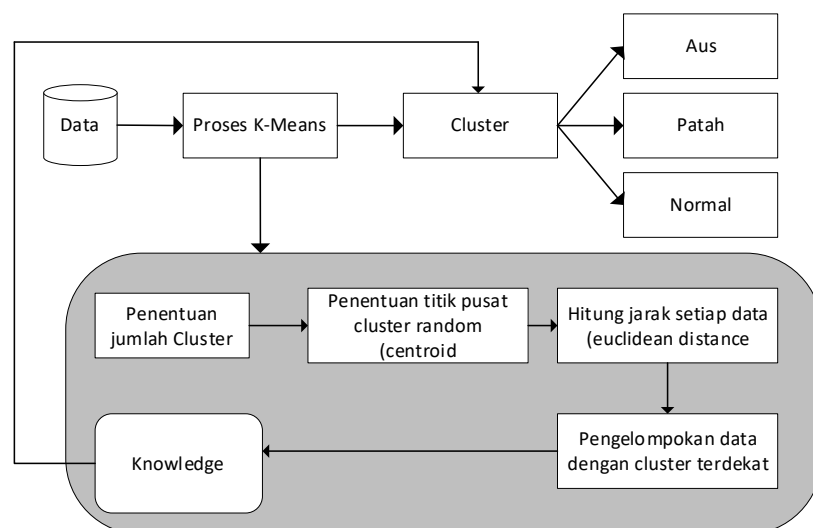 Data
Proses K-Means
Cluster
Aus
Patah
Normal
Penentuan
jumlah Cluster
Penentuan titik pusat
cluster random
(centroid
Hitung jarak setiap data
(euclidean distance
Pengelompokan data
dengan cluster terdekat
Knowledge